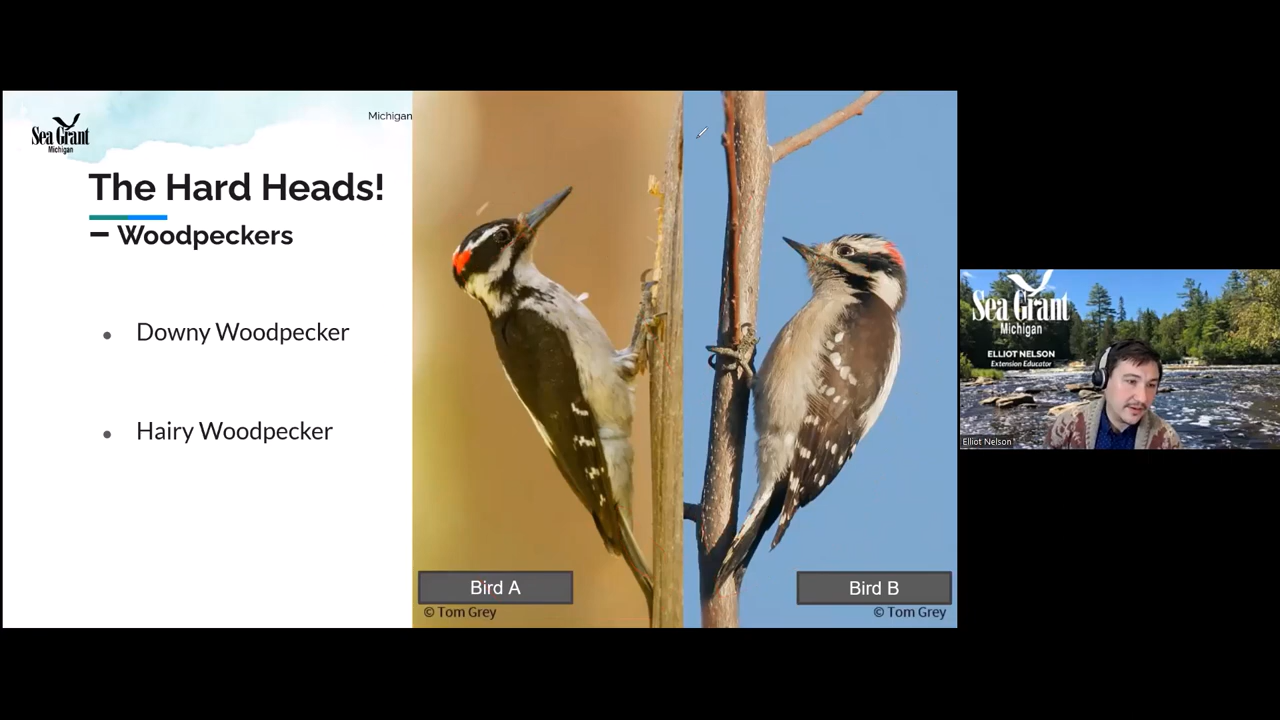 Sea Grant
Michigan
Michigan
The Hard Heads!
– Woodpeckers
• Downy Woodpecker
• Hairy Woodpecker
Bird A
© Tom Grey
Bird B
© Tom Grey
Sea Grant
Michigan
ELLIOT NELSON
Extension Educator
Elliot Nelson